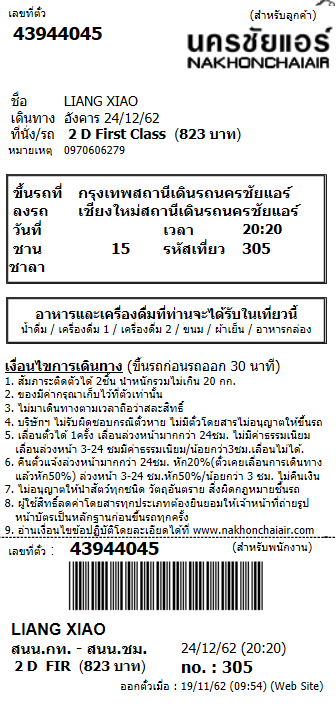 เลขที่ตั๋ว (สำหรับลูกค้า)
43944045
นครชัยแอร์
NAKHONCHAIAIR
ชื่อ LIANG XIAO
เดินทาง อังคาร 24/12/62
ที่นั่ง/รถ 2 D First Class (823 บาท)
หมายเหตุ 0970606279
ขึ้นรถที่ กรุงเทพสถานีเดินรถนครชัยแอร์
ลงรถ เชียงใหม่สถานีเดินรถนครชัยแอร์
วันที่ เวลา 20:20
ชาน 15 รหัสเที่ยว 305
ชาลา
อาหารและเครื่องดื่มที่ท่านจะได้รับในเที่ยวนี้
น้ำดื่ม / เครื่องดื่ม 1 / เครื่องดื่ม 2 / ขนม / ผ้าเย็น / อาหารกล่อง
เงื่อนไขการเดินทาง (ขึ้นรถก่อนรถออก 30 นาที)
1. สัมภาระติดตัวได้ 2ชิ้น น้ำหนักรวมไม่เกิน 20 กก.
2. ของมีค่ากรุณาเก็บไว้ที่ตัวเท่านั้น
3. ไม่มาเดินทางตามเวลาถือว่าสละสิทธิ์
4. บริษัทฯ ไม่รับผิดชอบกรณีตั๋วหาย ไม่มีตั๋วโดยสารไม่อนุญาตให้ขึ้นรถ
5. เลื่อนตั๋วได้ 1ครั้ง เลื่อนล่วงหน้ามากกว่า 24ชม. ไม่มีค่าธรรมเนียม
เลื่อนล่วงหน้า 3-24 ชมมีค่าธรรมเนียม/น้อยกว่า3ชม.เลื่อนไม่ได้.
6. คืนตั๋วแจ้งล่วงหน้ามากกว่า 24ชม. หัก20%(ตั๋วเคยเลื่อนการเดินทาง
แล้วหัก50%) ล่วงหน้า 3-24 ชม.หัก50%/น้อยกว่า 3 ชม. ไม่คืนเงิน
7. ไม่อนุญาตให้นำสัตว์ทุกชนิด วัตถุอันตราย สิ่งผิดกฎหมายขึ้นรถ
8. ผู้ใช้สิทธิ์ลดค่าโดยสารทุกประเภทต้องยินยอมให้เจ้าหน้าที่ถ่ายรูป
หน้าบัตรเป็นหลักฐานก่อนขึ้นรถทุกครั้ง
9. อ่านเงื่อนไขข้อปฏิบัติโดยละเอียดได้ที่ www.nakhonchaiair.com
เลขที่ตั๋ว : 43944045 (สำหรับพนักงาน)
LIANG XIAO
สนน.กท. - สนน.ชม. 24/12/62 (20:20)
2 D FIR (823 บาท) no. : 305
ออกตั๋วเมื่อ : 19/11/62 (09:54) (Web Site)